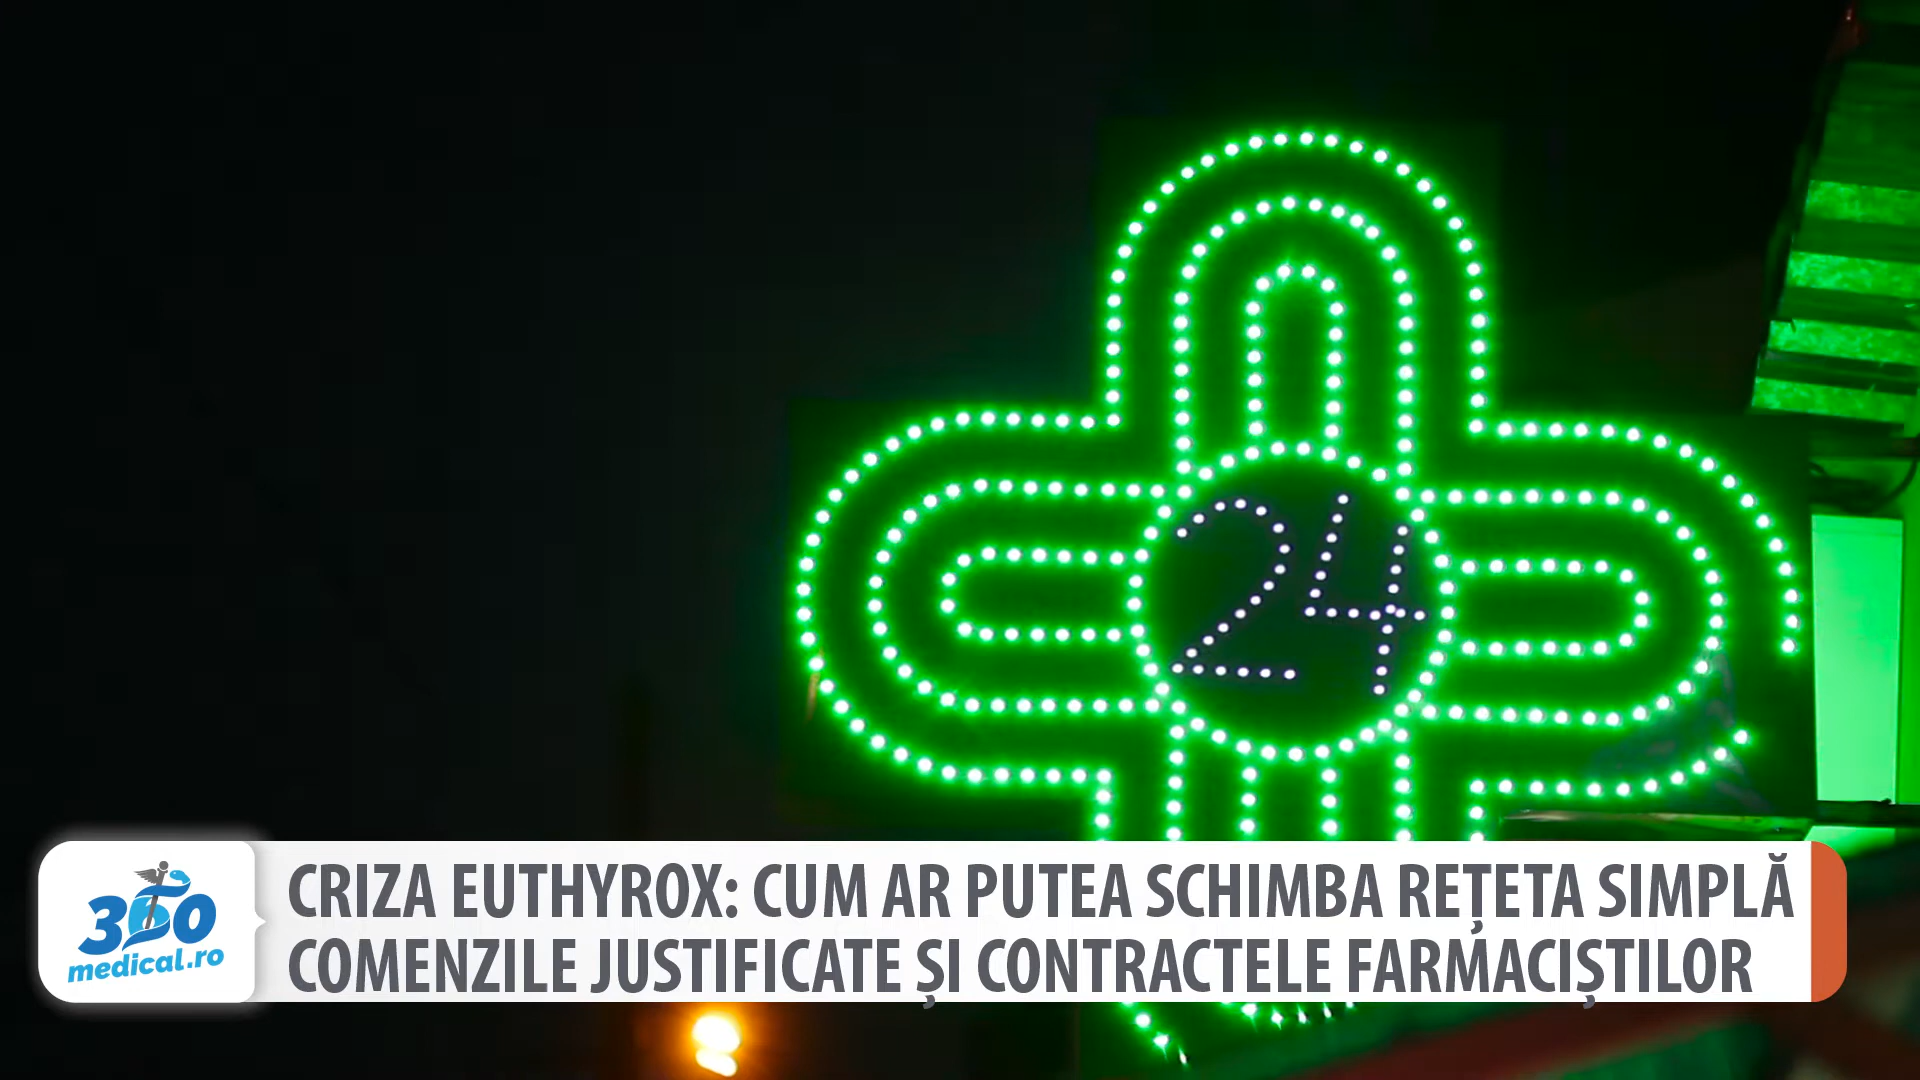 24
360
medical.ro
CRIZA EUTHYROX: CUM AR PUTEA SCHIMBA REȚETA SIMPLĂ
COMENZILE JUSTIFICATE ȘI CONTRACTELE FARMACIȘTILOR